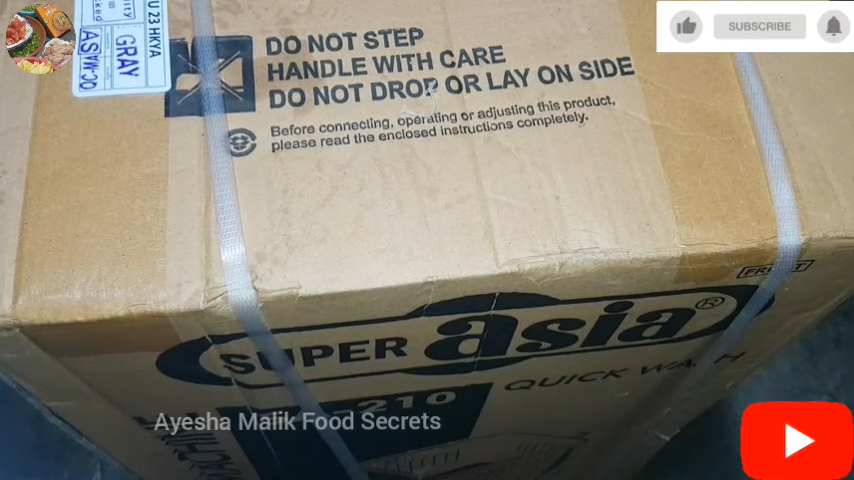 U 23 HKYA
GRAY
DO NOT STEP
HANDLE WITH CARE
DO NOT DROP OR LAY ON SIDE
Before connecting, operating or adjusting this product,
please read the enclosed instructions completely.
SUBSCRIBE
FRONT
SUPER asia®
QUICK WASH
-210
Ayesha Malik Food Secrets